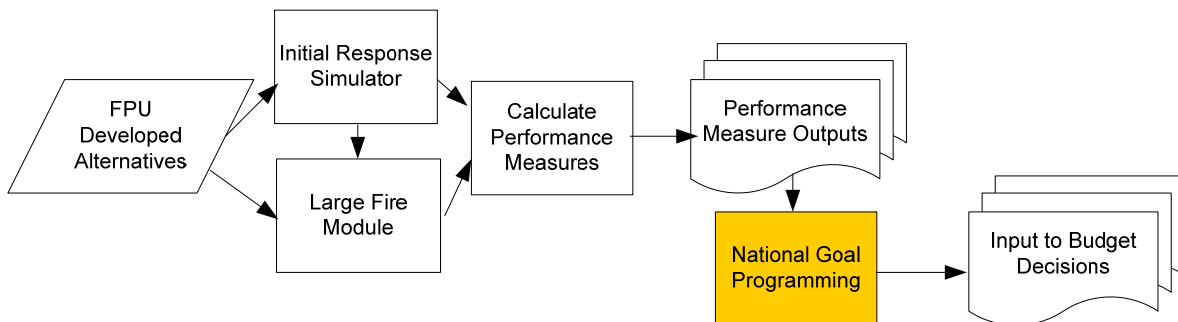 FPU
Developed
Alternatives
Initial Response
Simulator
Large Fire
Module
Calculate
Performance
Measures
Performance
Measure Outputs
National Goal
Programming
Input to Budget
Decisions